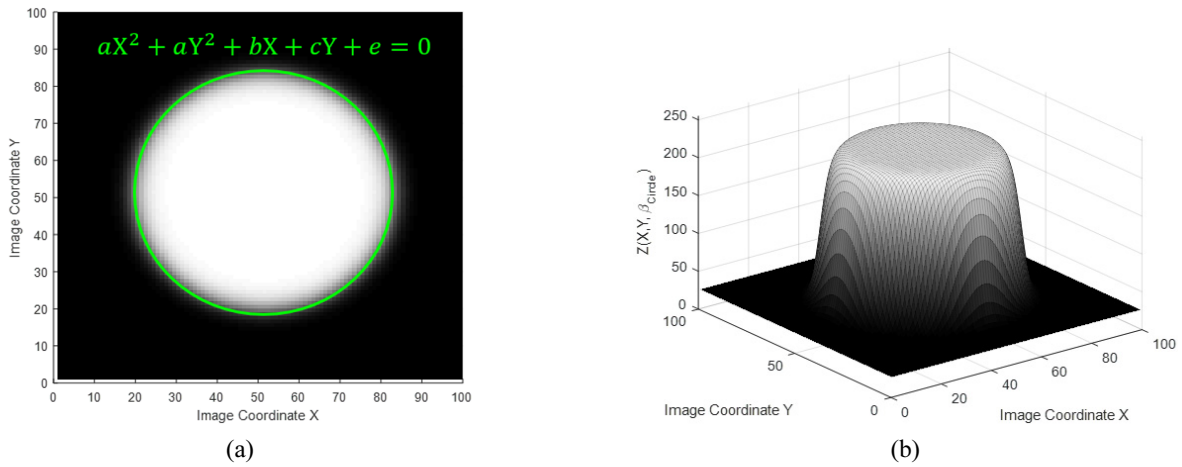 aX² + aY² + bX + cY + e = 0
100
90
80
70
60
50
40
30
20
10
0
Image Coordinate Y
0 10 20 30 40 50 60 70 80 90 100
Image Coordinate X
(a)
250
200
150
100
50
0
Z(X,Y, β_Circle)
100
50
0
Image Coordinate Y
0
20
40
60
80
100
Image Coordinate X
(b)